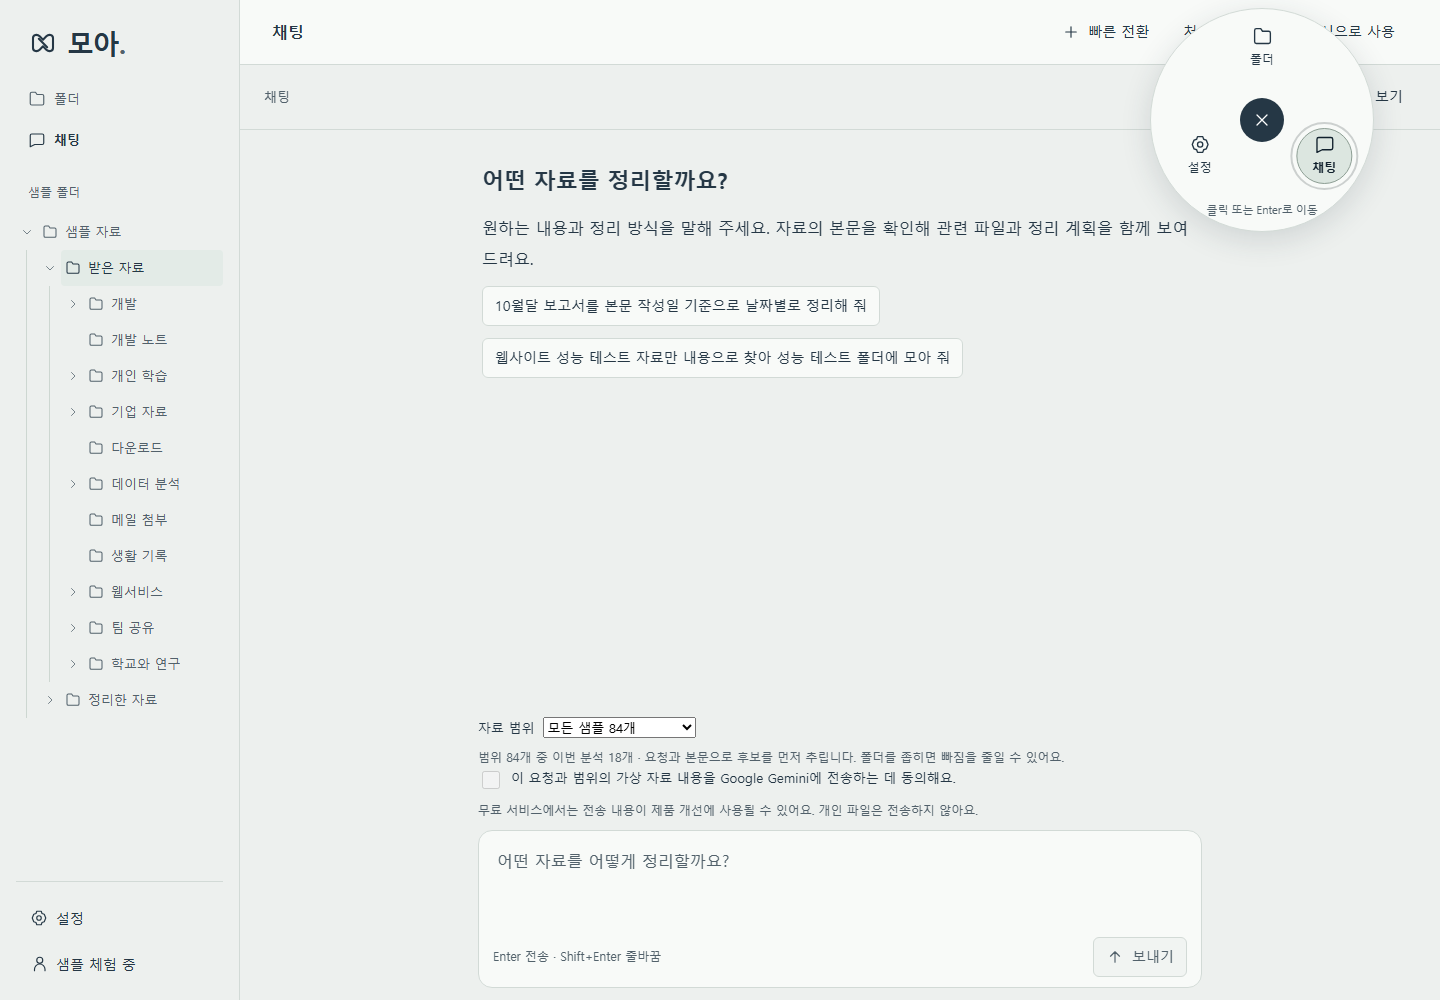 모아.
폴더
채팅
샘플 폴더
샘플 자료
받은 자료
개발
개발 노트
개인 학습
기업 자료
다운로드
데이터 분석
메일 첨부
생활 기록
웹서비스
팀 공유
학교와 연구
정리한 자료
설정
샘플 체험 중
채팅
빠른 전환
으로 사용
채팅
보기
폴더
설정
채팅
클릭 또는 Enter로 이동
어떤 자료를 정리할까요?
원하는 내용과 정리 방식을 말해 주세요. 자료의 본문을 확인해 관련 파일과 정리 계획을 함께 보여
드려요.
10월달 보고서를 본문 작성일 기준으로 날짜별로 정리해 줘
웹사이트 성능 테스트 자료만 내용으로 찾아 성능 테스트 폴더에 모아 줘
자료 범위 모든 샘플 84개
범위 84개 중 이번 분석 18개 · 요청과 본문으로 후보를 먼저 추립니다. 폴더를 좁히면 빠짐을 줄일 수 있어요.
이 요청과 범위의 가상 자료 내용을 Google Gemini에 전송하는 데 동의해요.
무료 서비스에서는 전송 내용이 제품 개선에 사용될 수 있어요. 개인 파일은 전송하지 않아요.
어떤 자료를 어떻게 정리할까요?
Enter 전송 · Shift+Enter 줄바꿈
보내기